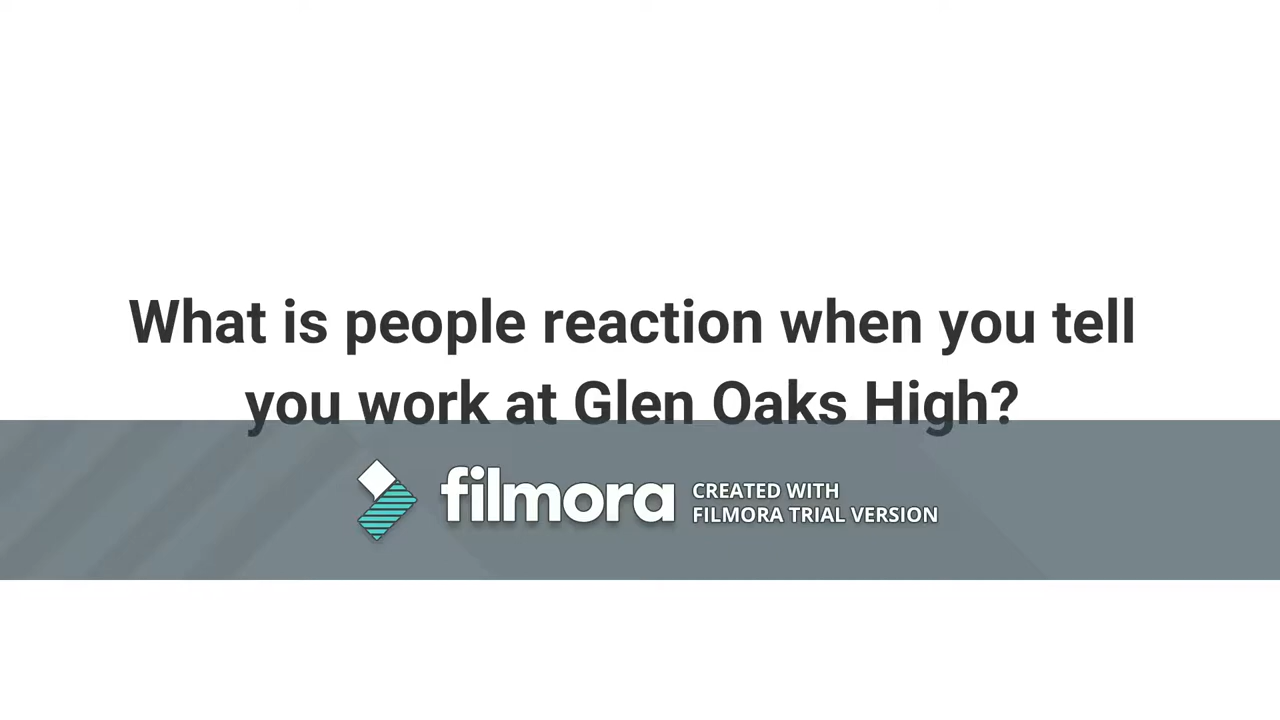 What is people reaction when you tell
you work at Glen Oaks High?
filmora
CREATED WITH
FILMORA TRIAL VERSION